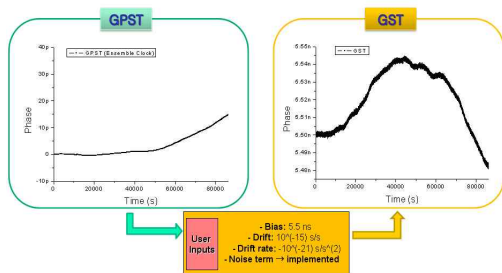 GPST
GST
40p
30p
20p
10p
0
-10p
Phase
GPST (Ensemble Clock)
0
20000
40000
60000
80000
Time (s)
6.55n
5.54n
5.53n
5.52n
5.51n
5.50n
5.49n
5.48n
Phase
GST
0
20000
40000
60000
80000
Time (s)
User
Inputs
- Bias: 5.5 ns
- Drift: 10^(-15) s/s
- Drift rate: -10^(-21) s/s^(2)
- Noise term → implemented